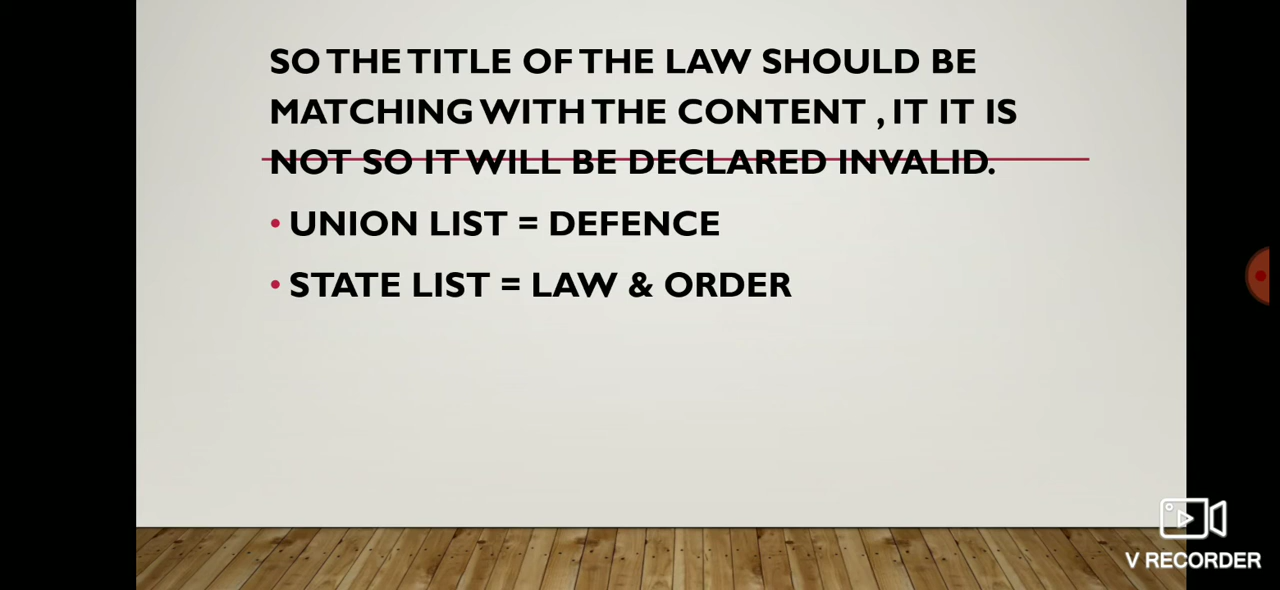 SO THE TITLE OF THE LAW SHOULD BE
MATCHING WITH THE CONTENT , IT IT IS
NOT SO IT WILL BE DECLARED INVALID.
• UNION LIST = DEFENCE
• STATE LIST = LAW & ORDER
V RECORDER